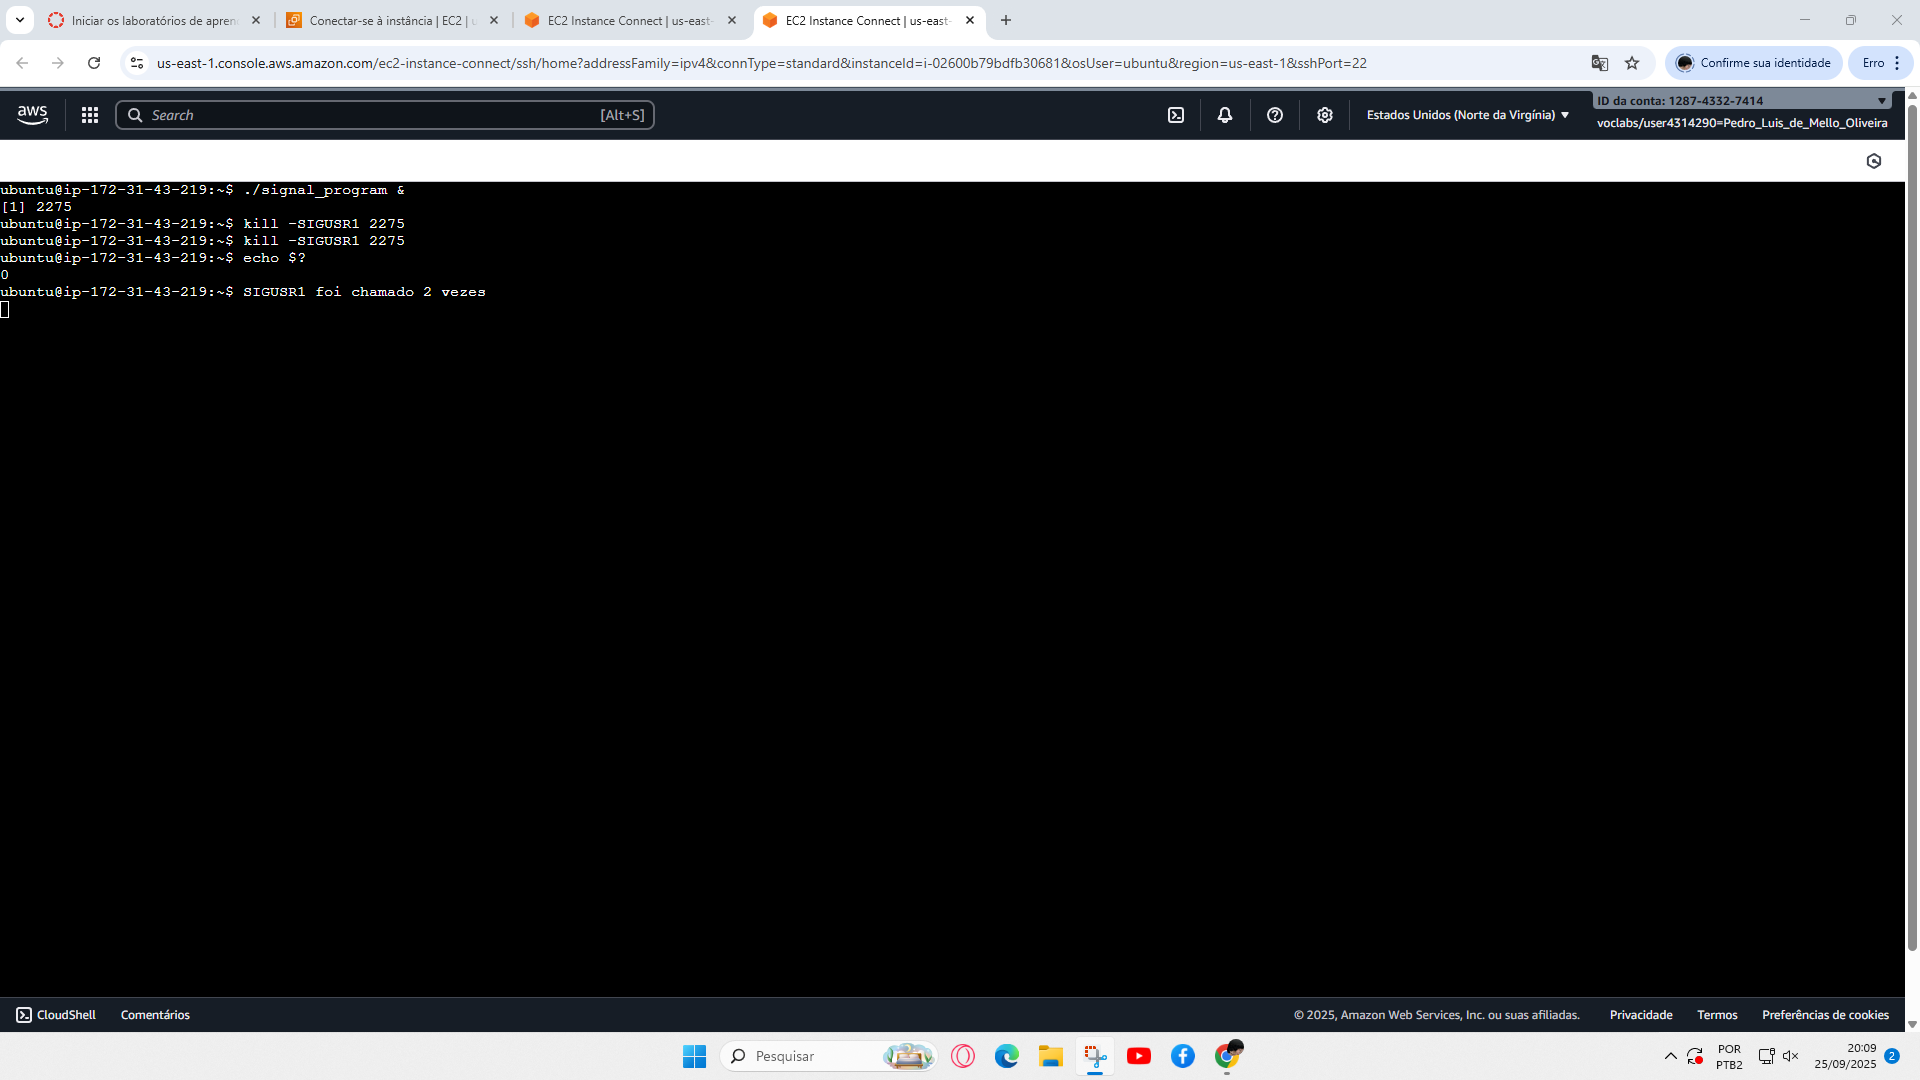 Iniciar os laboratórios de apren
Conectar-se à instância | EC2 | u
EC2 Instance Connect | us-east-
EC2 Instance Connect | us-east-
us-east-1.console.aws.amazon.com/ec2-instance-connect/ssh/home?addressFamily=ipv4&connType=standard&instanceId=i-02600b79bdfb30681&osUser=ubuntu&region=us-east-1&sshPort=22
Confirme sua identidade
Erro
aws
Search
[Alt+S]
Estados Unidos (Norte da Virgínia)
ID da conta: 1287-4332-7414
voclabs/user4314290=Pedro_Luis_de_Mello_Oliveira
ubuntu@ip-172-31-43-219:~$ ./signal_program &
[1] 2275
ubuntu@ip-172-31-43-219:~$ kill -SIGUSR1 2275
ubuntu@ip-172-31-43-219:~$ kill -SIGUSR1 2275
ubuntu@ip-172-31-43-219:~$ echo $?
0
ubuntu@ip-172-31-43-219:~$ SIGUSR1 foi chamado 2 vezes
CloudShell
Comentários
© 2025, Amazon Web Services, Inc. ou suas afiliadas.
Privacidade
Termos
Preferências de cookies
Pesquisar
POR
PTB2
20:09
25/09/2025
2